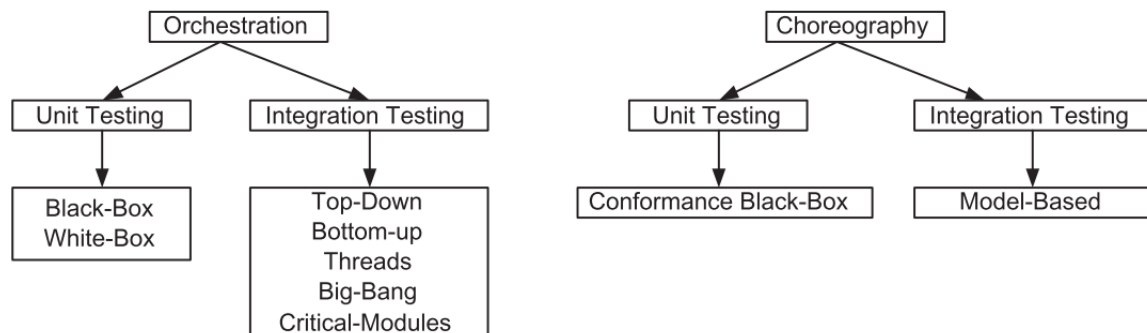 Orchestration
Unit Testing
Integration Testing
Black-Box
White-Box
Top-Down
Bottom-up
Threads
Big-Bang
Critical-Modules
Choreography
Unit Testing
Integration Testing
Conformance Black-Box
Model-Based